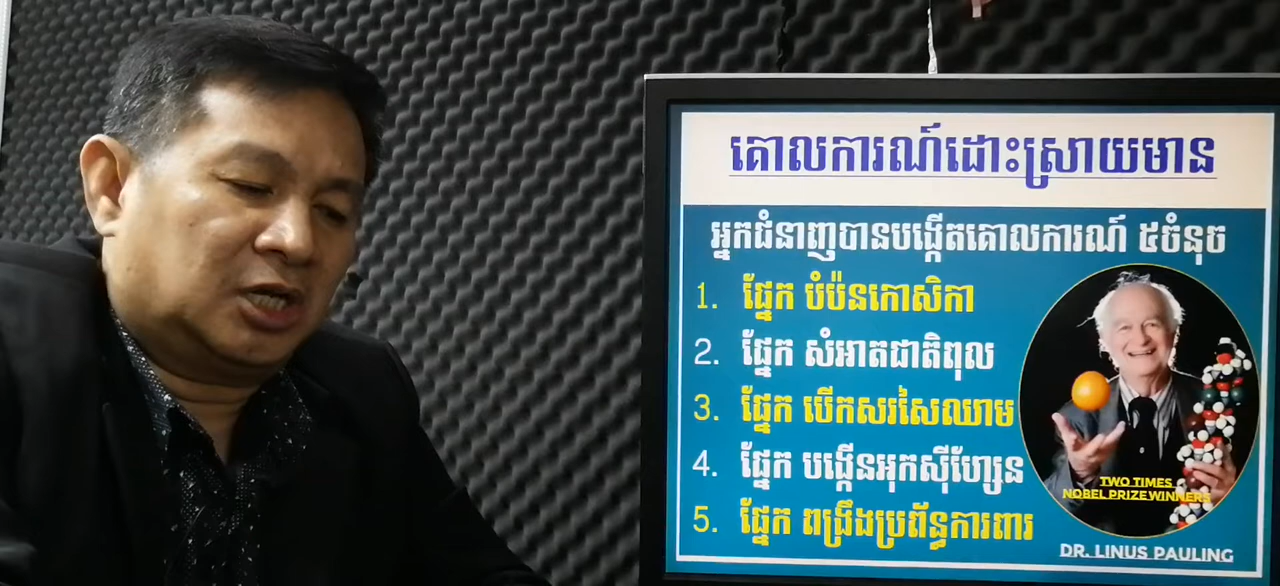 គោលការណ៍ដោះស្រាយមាន
អ្នកជំនាញបានបង្កើតគោលការណ៍ ៥ចំនុច
1. ផ្នែក បំប៉នកោសិកា
2. ផ្នែក សំអាតជាតិពុល
3. ផ្នែក បើកសរសៃឈាម
4. ផ្នែក បង្កើនអុកស៊ីហ្សែន
5. ផ្នែក ពង្រឹងប្រព័ន្ធការពារ
TWO TIMES
NOBEL PRIZE WINNERS
DR. LINUS PAULING